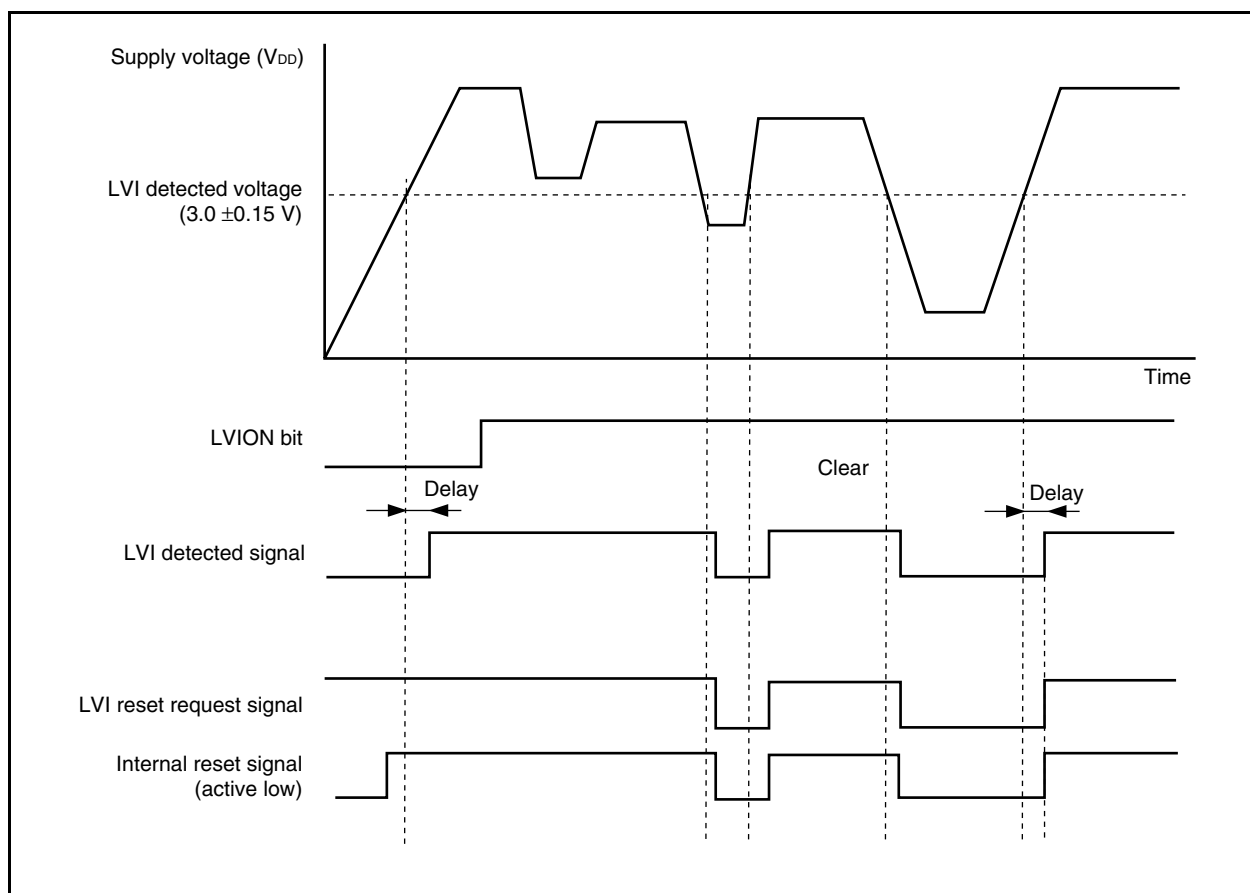 Supply voltage (VDD)
LVI detected voltage
(3.0 ±0.15 V)
Time
LVION bit
Clear
Delay
Delay
LVI detected signal
LVI reset request signal
Internal reset signal
(active low)